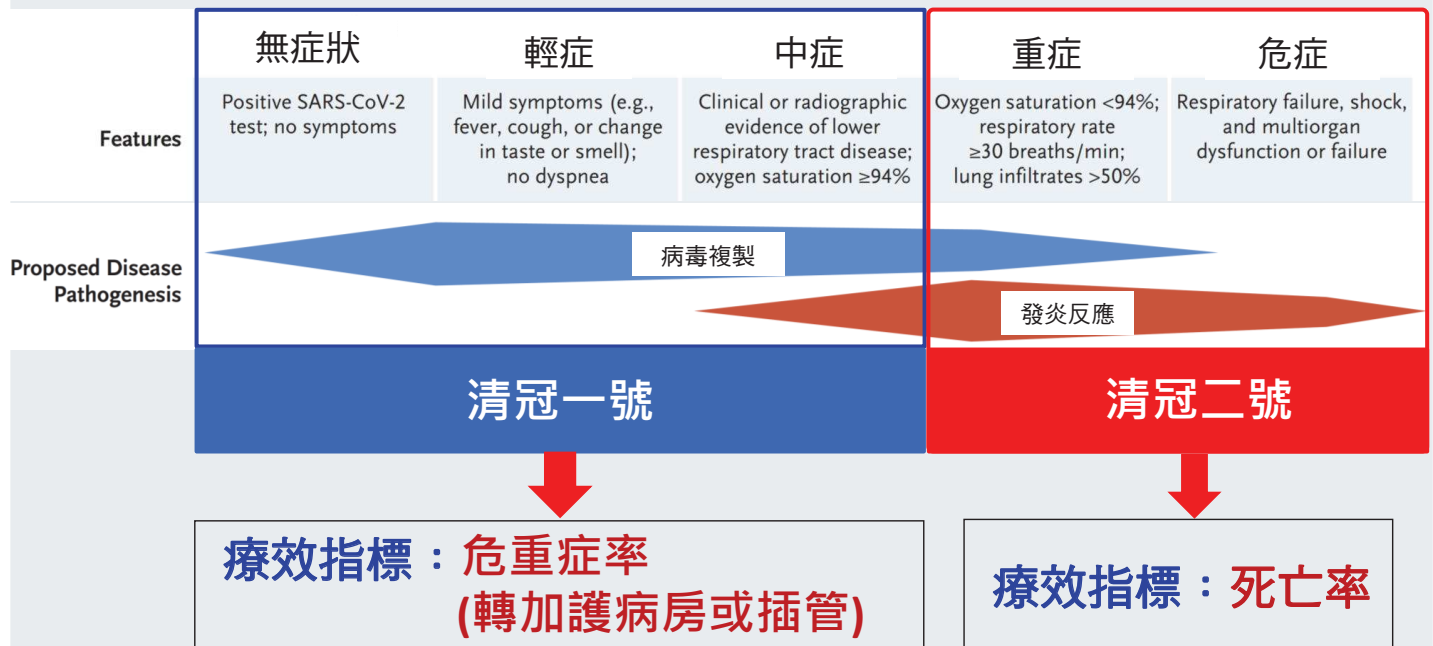 無症狀
輕症
中症
重症
危症
Features
Positive SARS-CoV-2
test; no symptoms
Mild symptoms (e.g.,
fever, cough, or change
in taste or smell);
no dyspnea
Clinical or radiographic
evidence of lower
respiratory tract disease;
oxygen saturation ≥94%
Oxygen saturation <94%;
respiratory rate
≥30 breaths/min;
lung infiltrates >50%
Respiratory failure, shock,
and multiorgan
dysfunction or failure
Proposed Disease
Pathogenesis
病毒複製
發炎反應
清冠一號
清冠二號
療效指標：危重症率
(轉加護病房或插管)
療效指標：死亡率